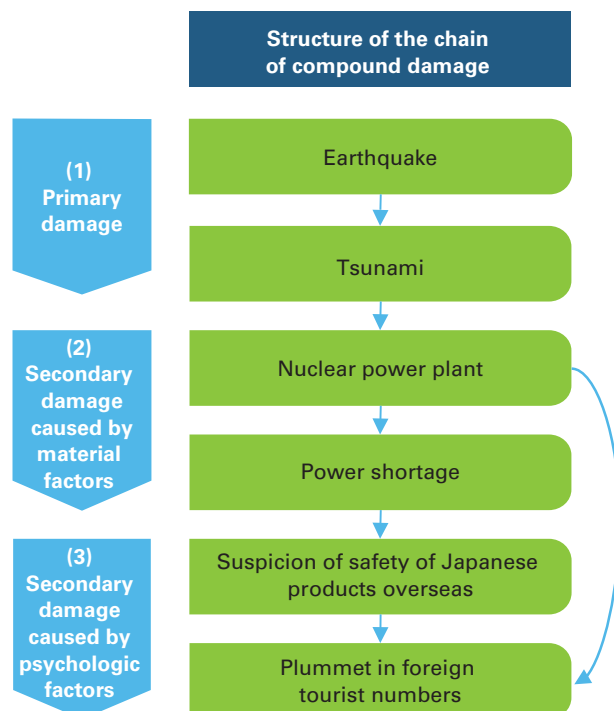 Structure of the chain
of compound damage
(1)
Primary
damage
Earthquake
Tsunami
(2)
Secondary
damage
caused by
material
factors
Nuclear power plant
Power shortage
(3)
Secondary
damage
caused by
psychologic
factors
Suspicion of safety of Japanese
products overseas
Plummet in foreign
tourist numbers